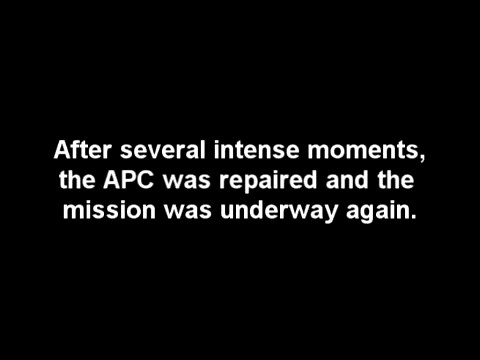 After several intense moments,
the APC was repaired and the
mission was underway again.